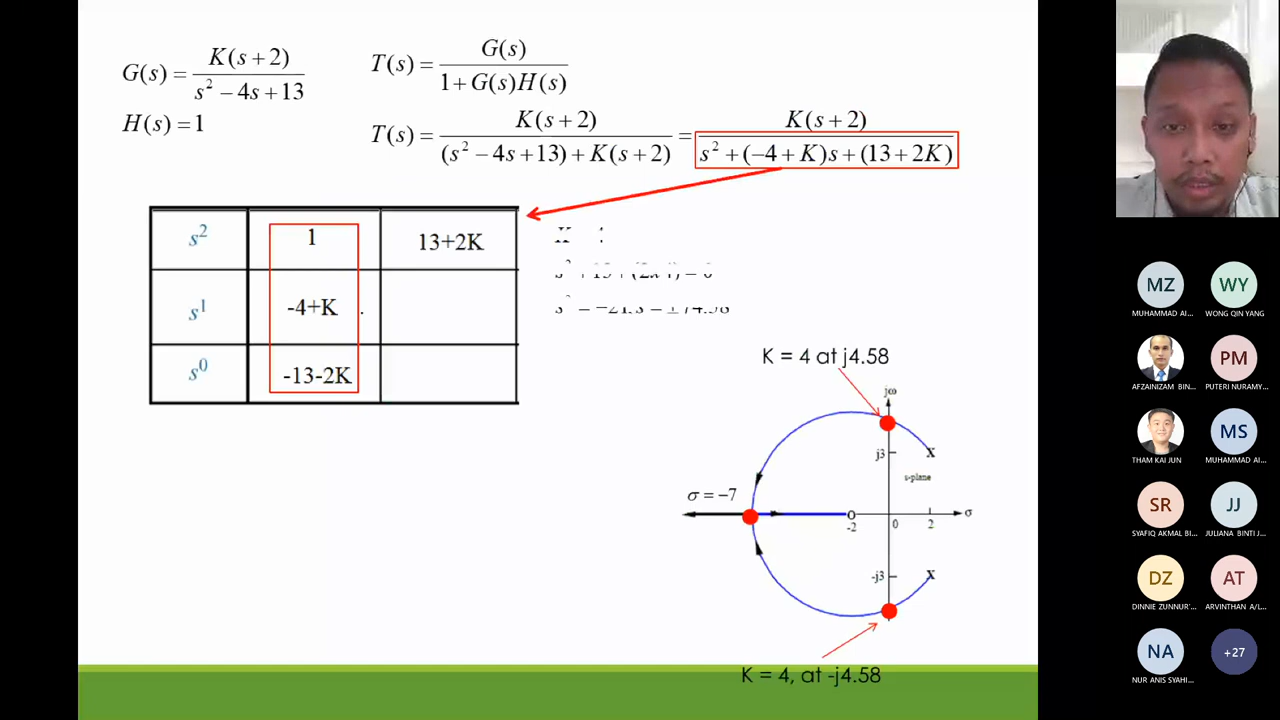 G(s) = K(s+2) / s² − 4s + 13
H(s) = 1
T(s) = G(s) / 1 + G(s)H(s)
T(s) = K(s+2) / (s² − 4s + 13) + K(s+2) = K(s+2) / s² + (−4 + K)s + (13 + 2K)
s² 1 13+2K
s¹ -4+K
s⁰ -13-2K
K = 4 at j4.58
jω
j3
X
s-plane
σ = −7
O
-2 0 2
σ
-j3
X
K = 4, at -j4.58
MZ WY
MUHAMMAD AI... WONG QIN YANG
PM
AFZAINIZAM BIN... PUTERI NURAMY...
MS
THAM KAI JUN MUHAMMAD AI...
SR JJ
SYAFIQ AKMAL BI... JULIANA BINTI J...
DZ AT
DINNIE ZUNNUR'... ARVINTHAN A/L...
NA +27
NUR ANIS SYAHI...